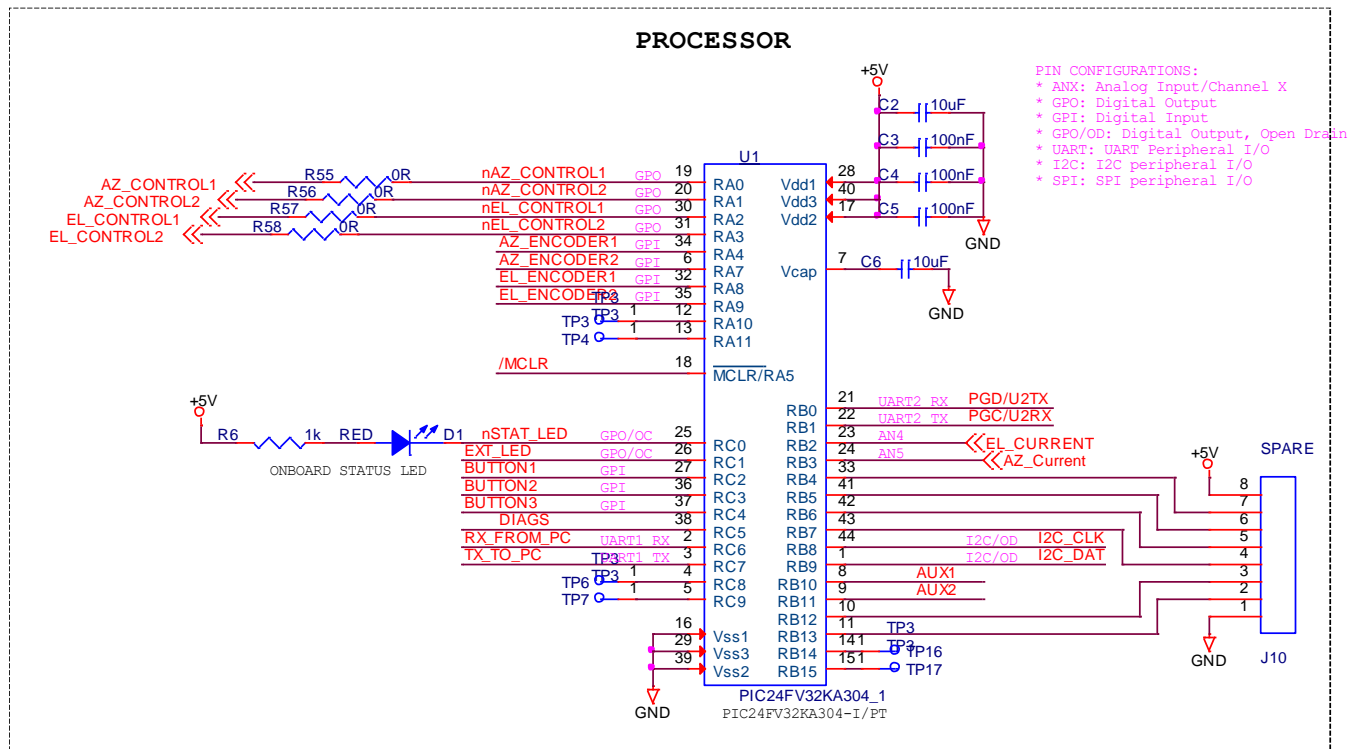 PROCESSOR
+5V
C2 10uF
C3 100nF
C4 100nF
C5 100nF
GND
PIN CONFIGURATIONS:
* ANX: Analog Input/Channel X
* GPO: Digital Output
* GPI: Digital Input
* GPO/OD: Digital Output, Open Drain
* UART: UART Peripheral I/O
* I2C: I2C peripheral I/O
* SPI: SPI peripheral I/O
U1
AZ_CONTROL1 R55 0R nAZ_CONTROL1 GPO 19 RA0
AZ_CONTROL2 R56 0R nAZ_CONTROL2 GPO 20 RA1
EL_CONTROL1 R57 0R nEL_CONTROL1 GPO 30 RA2
EL_CONTROL2 R58 0R nEL_CONTROL2 GPO 31 RA3
AZ_ENCODER1 GPI 34 RA4
AZ_ENCODER2 GPI 6 RA7
EL_ENCODER1 GPI 32 RA8
EL_ENCODER2 GPI 35 RA9
TP3
TP3 TP3 1 12 RA10
TP4 1 13 RA11
/MCLR 18 MCLR/RA5
Vdd1 28
Vdd3 40
Vdd2 17
Vcap 7 C6 10uF
GND
+5V
R6 1k RED D1 nSTAT_LED GPO/OC 25 RC0
ONBOARD STATUS LED
EXT_LED GPO/OC 26 RC1
BUTTON1 GPI 27 RC2
BUTTON2 GPI 36 RC3
BUTTON3 GPI 37 RC4
DIAGS 38 RC5
RX_FROM_PC UART1 RX 2 RC6
TX_TO_PC UART1 TX 3 RC7
TP3
TP6 TP3 1 4 RC8
TP7 1 5 RC9
16 Vss1
29 Vss3
39 Vss2
GND
RB0 21 UART2 RX PGD/U2TX
RB1 22 UART2 TX PGC/U2RX
RB2 23 AN4 EL_CURRENT
RB3 24 AN5 AZ_Current
RB4 33
RB5 41
RB6 42
RB7 43
RB8 44 I2C/OD I2C_CLK
RB9 1 I2C/OD I2C_DAT
RB10 8 AUX1
RB11 9 AUX2
RB12 10
RB13 11
TP3
RB14 14 1 TP3 TP16
RB15 15 1 TP17
PIC24FV32KA304_1
PIC24FV32KA304-I/PT
SPARE
+5V
8
7
6
5
4
3
2
1
GND
J10